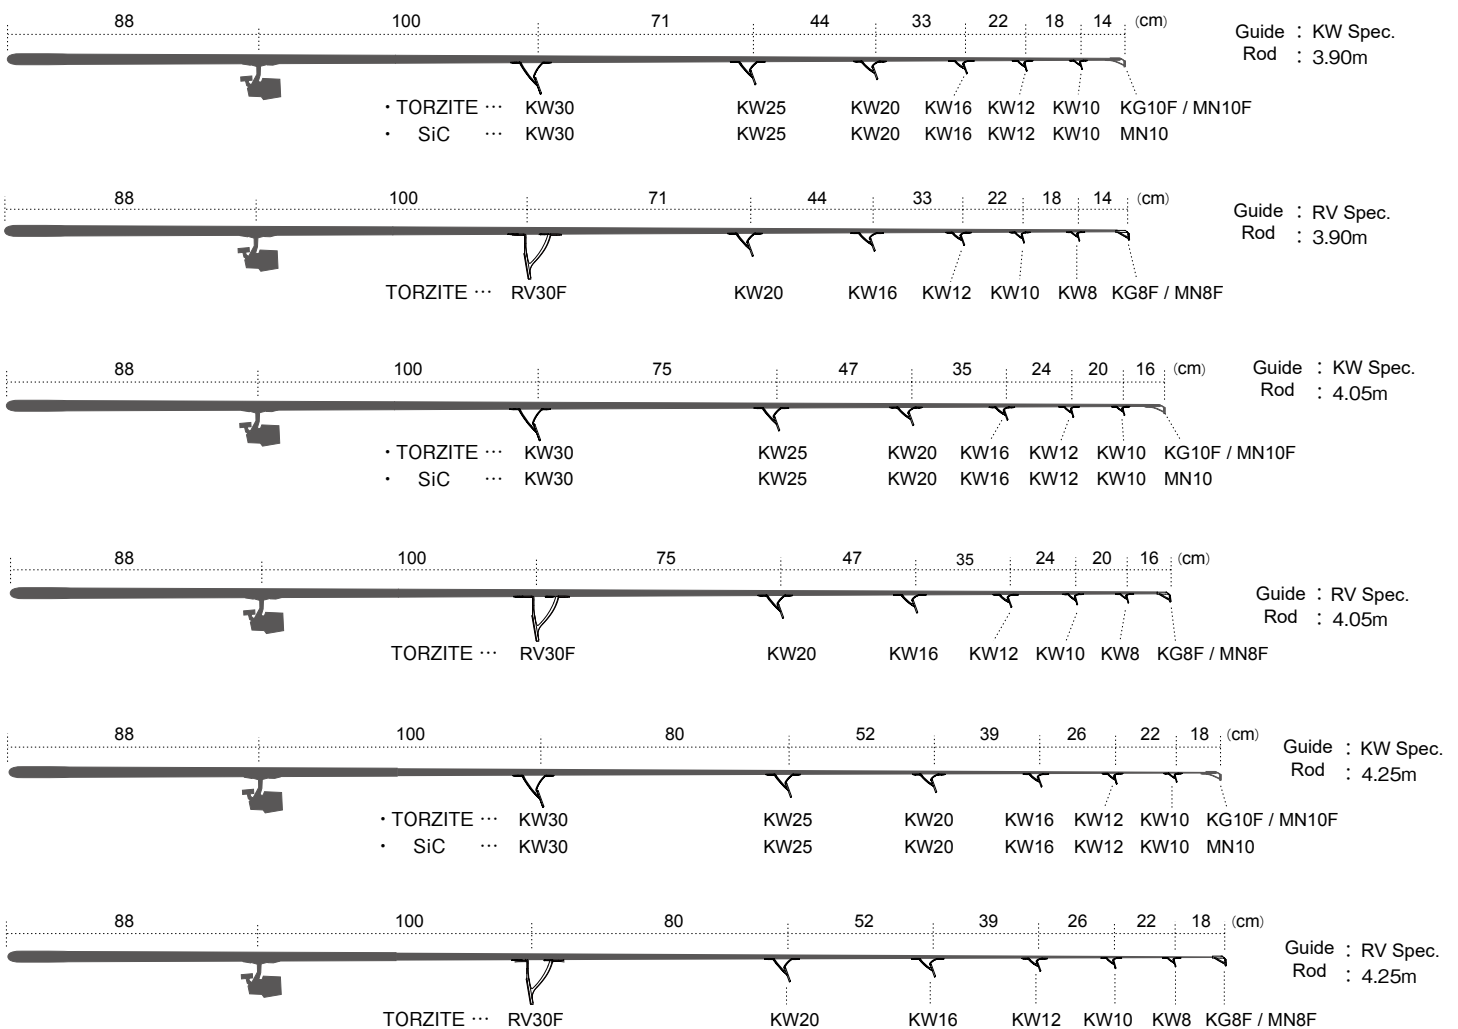 88 100 71 44 33 22 18 14 (cm)
Guide : KW Spec.
Rod : 3.90m
・TORZITE … KW30 KW25 KW20 KW16 KW12 KW10 KG10F / MN10F
・ SiC … KW30 KW25 KW20 KW16 KW12 KW10 MN10
88 100 71 44 33 22 18 14 (cm)
Guide : RV Spec.
Rod : 3.90m
TORZITE … RV30F KW20 KW16 KW12 KW10 KW8 KG8F / MN8F
88 100 75 47 35 24 20 16 (cm)
Guide : KW Spec.
Rod : 4.05m
・TORZITE … KW30 KW25 KW20 KW16 KW12 KW10 KG10F / MN10F
・ SiC … KW30 KW25 KW20 KW16 KW12 KW10 MN10
88 100 75 47 35 24 20 16 (cm)
Guide : RV Spec.
Rod : 4.05m
TORZITE … RV30F KW20 KW16 KW12 KW10 KW8 KG8F / MN8F
88 100 80 52 39 26 22 18 (cm)
Guide : KW Spec.
Rod : 4.25m
・TORZITE … KW30 KW25 KW20 KW16 KW12 KW10 KG10F / MN10F
・ SiC … KW30 KW25 KW20 KW16 KW12 KW10 MN10
88 100 80 52 39 26 22 18 (cm)
Guide : RV Spec.
Rod : 4.25m
TORZITE … RV30F KW20 KW16 KW12 KW10 KW8 KG8F / MN8F